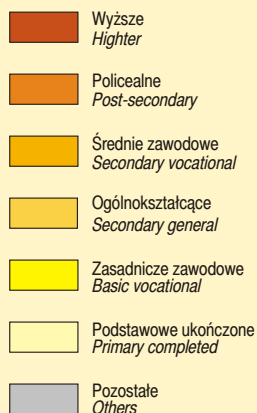 Wyższe
Highter
Policealne
Post-secondary
Średnie zawodowe
Secondary vocational
Ogólnokształcące
Secondary general
Zasadnicze zawodowe
Basic vocational
Podstawowe ukończone
Primary completed
Pozostałe
Others